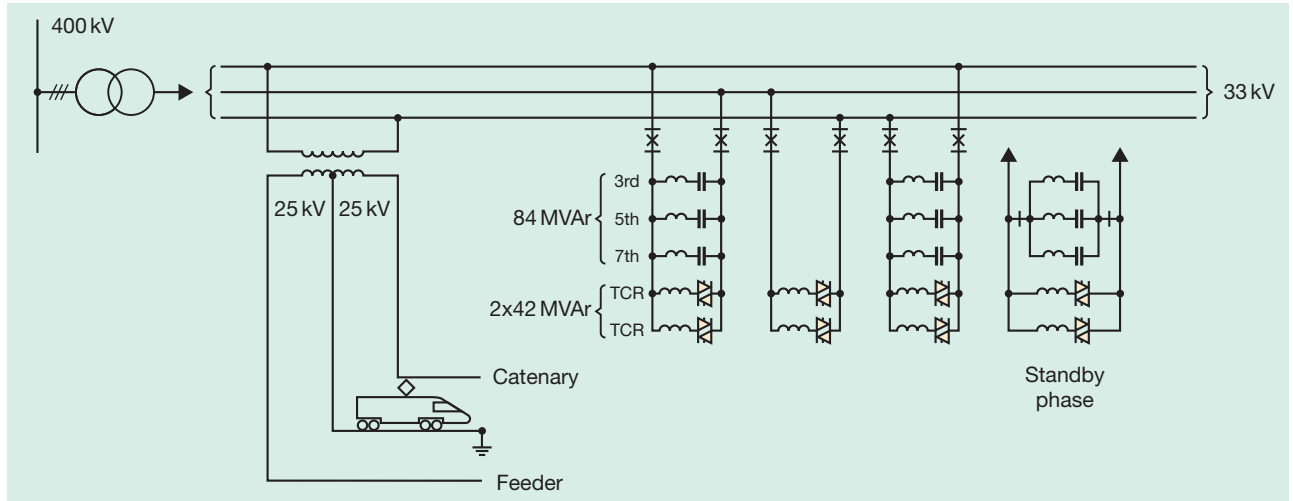 400 kV
33 kV
25 kV 25 kV
84 MVAr
3rd
5th
7th
2x42 MVAr
TCR
TCR
Catenary
Feeder
Standby
phase